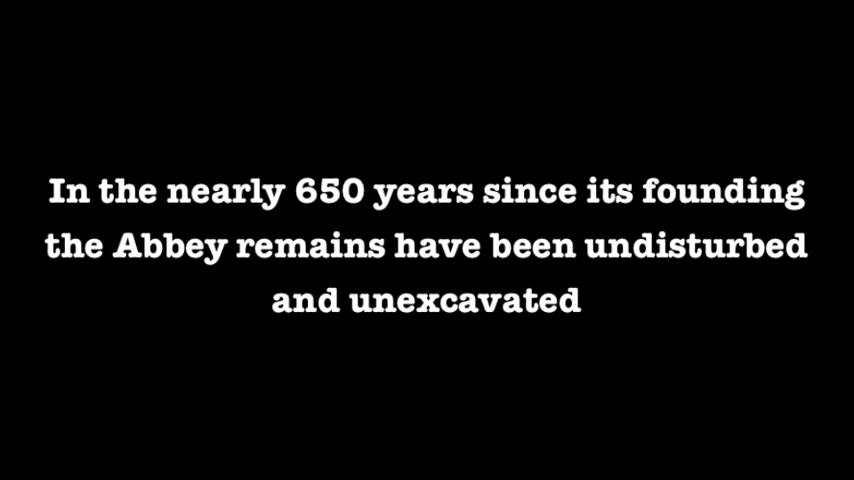 In the nearly 650 years since its founding
the Abbey remains have been undisturbed
and unexcavated